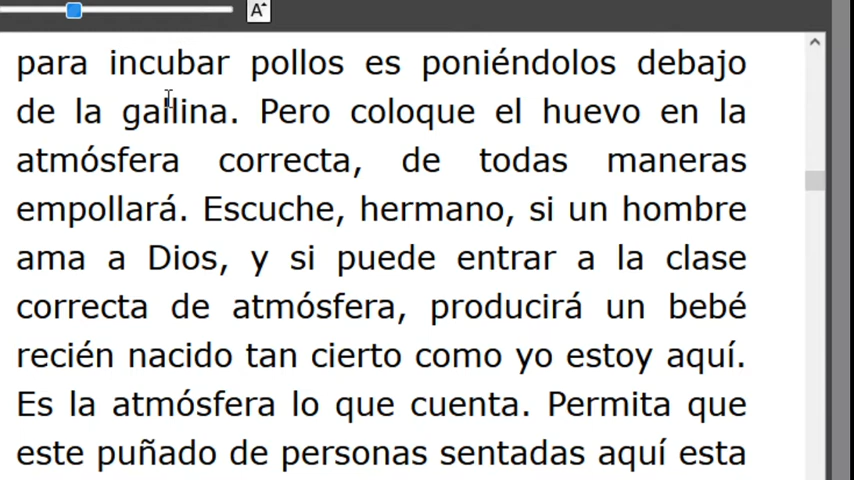 A
para incubar pollos es poniéndolos debajo
de la gallina. Pero coloque el huevo en la
atmósfera correcta, de todas maneras
empollará. Escuche, hermano, si un hombre
ama a Dios, y si puede entrar a la clase
correcta de atmósfera, producirá un bebé
recién nacido tan cierto como yo estoy aquí.
Es la atmósfera lo que cuenta. Permita que
este puñado de personas sentadas aquí esta